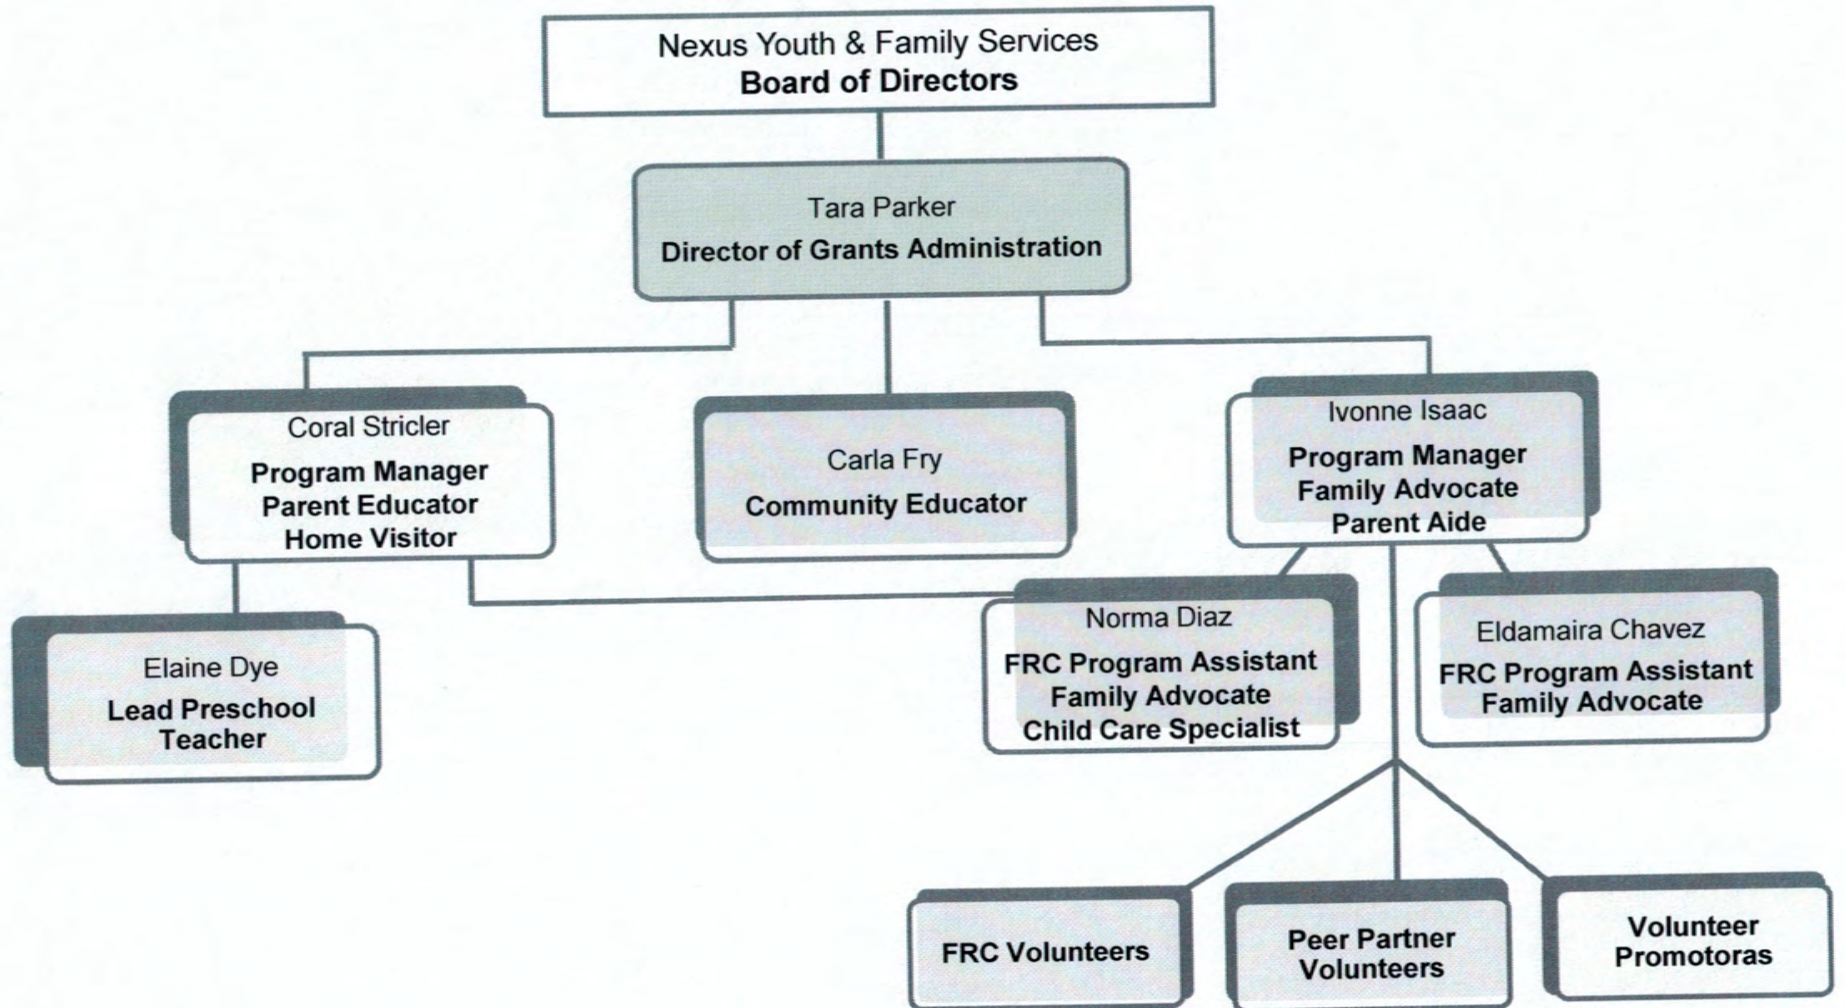 Nexus Youth & Family Services
Board of Directors
Tara Parker
Director of Grants Administration
Coral Stricler
Program Manager
Parent Educator
Home Visitor
Carla Fry
Community Educator
Ivonne Isaac
Program Manager
Family Advocate
Parent Aide
Elaine Dye
Lead Preschool
Teacher
Norma Diaz
FRC Program Assistant
Family Advocate
Child Care Specialist
Eldamaira Chavez
FRC Program Assistant
Family Advocate
FRC Volunteers
Peer Partner
Volunteers
Volunteer
Promotoras